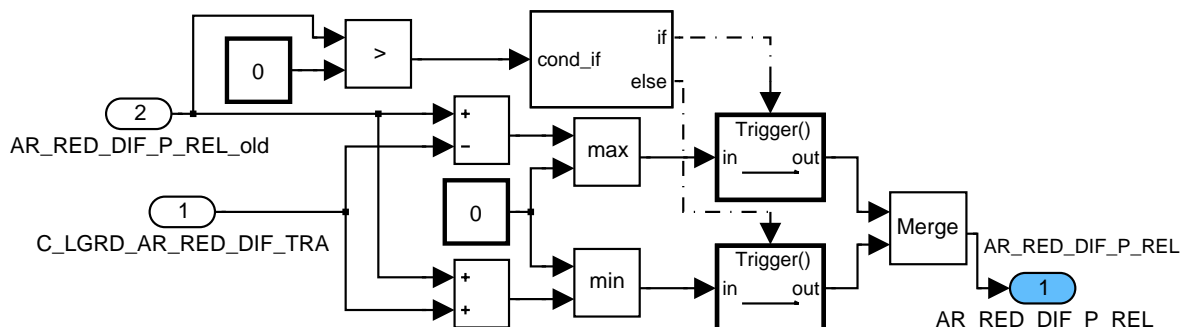 if
0
>
cond_if
else
2
AR_RED_DIF_P_REL_old
+
−
max
Trigger()
in
out
1
C_LGRD_AR_RED_DIF_TRA
0
Merge
AR_RED_DIF_P_REL
+
+
min
Trigger()
in
out
1
AR_RED_DIF_P_REL